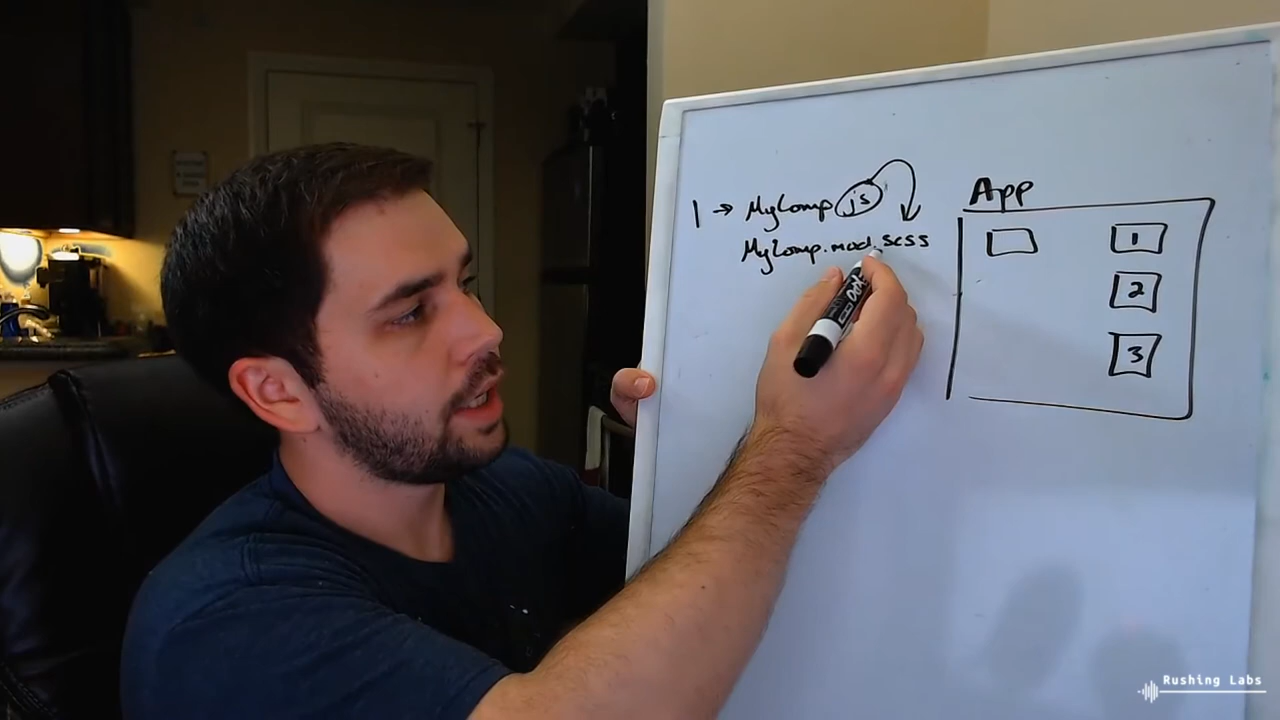 1 → MyComp js
MyComp.mod.scss
App
1
2
3
Rushing Labs